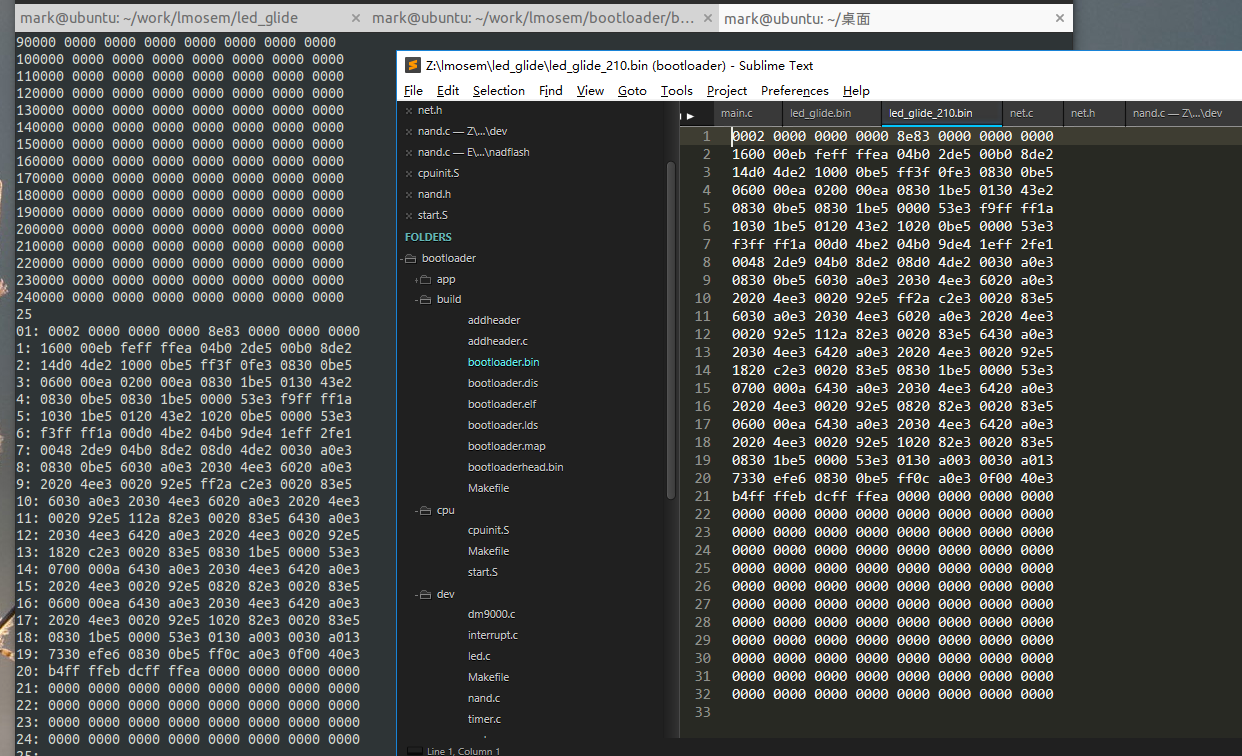 mark@ubuntu: ~/work/lmosem/led_glide × mark@ubuntu: ~/work/lmosem/bootloader/b... × mark@ubuntu: ~/桌面 ×
90000 0000 0000 0000 0000 0000 0000 0000
100000 0000 0000 0000 0000 0000 0000 0000
110000 0000 0000 0000 0000 0000 0000 0000
120000 0000 0000 0000 0000 0000 0000 0000
130000 0000 0000 0000 0000 0000 0000 0000
140000 0000 0000 0000 0000 0000 0000 0000
150000 0000 0000 0000 0000 0000 0000 0000
160000 0000 0000 0000 0000 0000 0000 0000
170000 0000 0000 0000 0000 0000 0000 0000
180000 0000 0000 0000 0000 0000 0000 0000
190000 0000 0000 0000 0000 0000 0000 0000
200000 0000 0000 0000 0000 0000 0000 0000
210000 0000 0000 0000 0000 0000 0000 0000
220000 0000 0000 0000 0000 0000 0000 0000
230000 0000 0000 0000 0000 0000 0000 0000
240000 0000 0000 0000 0000 0000 0000 0000
25
01: 0002 0000 0000 0000 8e83 0000 0000 0000
1: 1600 00eb feff ffea 04b0 2de5 00b0 8de2
2: 14d0 4de2 1000 0be5 ff3f 0fe3 0830 0be5
3: 0600 00ea 0200 00ea 0830 1be5 0130 43e2
4: 0830 0be5 0830 1be5 0000 53e3 f9ff ff1a
5: 1030 1be5 0120 43e2 1020 0be5 0000 53e3
6: f3ff ff1a 00d0 4be2 04b0 9de4 1eff 2fe1
7: 0048 2de9 04b0 8de2 08d0 4de2 0030 a0e3
8: 0830 0be5 6030 a0e3 2030 4ee3 6020 a0e3
9: 2020 4ee3 0020 92e5 ff2a c2e3 0020 83e5
10: 6030 a0e3 2030 4ee3 6020 a0e3 2020 4ee3
11: 0020 92e5 112a 82e3 0020 83e5 6430 a0e3
12: 2030 4ee3 6420 a0e3 2020 4ee3 0020 92e5
13: 1820 c2e3 0020 83e5 0830 1be5 0000 53e3
14: 0700 000a 6430 a0e3 2030 4ee3 6420 a0e3
15: 2020 4ee3 0020 92e5 0820 82e3 0020 83e5
16: 0600 00ea 6430 a0e3 2030 4ee3 6420 a0e3
17: 2020 4ee3 0020 92e5 1020 82e3 0020 83e5
18: 0830 1be5 0000 53e3 0130 a003 0030 a013
19: 7330 efe6 0830 0be5 ff0c a0e3 0f00 40e3
20: b4ff ffeb dcff ffea 0000 0000 0000 0000
21: 0000 0000 0000 0000 0000 0000 0000 0000
22: 0000 0000 0000 0000 0000 0000 0000 0000
23: 0000 0000 0000 0000 0000 0000 0000 0000
24: 0000 0000 0000 0000 0000 0000 0000 0000
Z:\lmosem\led_glide\led_glide_210.bin (bootloader) - Sublime Text
File Edit Selection Find View Goto Tools Project Preferences Help
× net.h
× nand.c — Z\...\dev
× nand.c — E\...\nadflash
× cpuinit.S
× nand.h
× start.S
FOLDERS
bootloader
app
build
addheader
addheader.c
bootloader.bin
bootloader.dis
bootloader.elf
bootloader.lds
bootloader.map
bootloaderhead.bin
Makefile
cpu
cpuinit.S
Makefile
start.S
dev
dm9000.c
interrupt.c
led.c
Makefile
nand.c
timer.c
main.c led_glide.bin led_glide_210.bin net.c net.h nand.c — Z\...\dev
1 0002 0000 0000 0000 8e83 0000 0000 0000
2 1600 00eb feff ffea 04b0 2de5 00b0 8de2
3 14d0 4de2 1000 0be5 ff3f 0fe3 0830 0be5
4 0600 00ea 0200 00ea 0830 1be5 0130 43e2
5 0830 0be5 0830 1be5 0000 53e3 f9ff ff1a
6 1030 1be5 0120 43e2 1020 0be5 0000 53e3
7 f3ff ff1a 00d0 4be2 04b0 9de4 1eff 2fe1
8 0048 2de9 04b0 8de2 08d0 4de2 0030 a0e3
9 0830 0be5 6030 a0e3 2030 4ee3 6020 a0e3
10 2020 4ee3 0020 92e5 ff2a c2e3 0020 83e5
11 6030 a0e3 2030 4ee3 6020 a0e3 2020 4ee3
12 0020 92e5 112a 82e3 0020 83e5 6430 a0e3
13 2030 4ee3 6420 a0e3 2020 4ee3 0020 92e5
14 1820 c2e3 0020 83e5 0830 1be5 0000 53e3
15 0700 000a 6430 a0e3 2030 4ee3 6420 a0e3
16 2020 4ee3 0020 92e5 0820 82e3 0020 83e5
17 0600 00ea 6430 a0e3 2030 4ee3 6420 a0e3
18 2020 4ee3 0020 92e5 1020 82e3 0020 83e5
19 0830 1be5 0000 53e3 0130 a003 0030 a013
20 7330 efe6 0830 0be5 ff0c a0e3 0f00 40e3
21 b4ff ffeb dcff ffea 0000 0000 0000 0000
22 0000 0000 0000 0000 0000 0000 0000 0000
23 0000 0000 0000 0000 0000 0000 0000 0000
24 0000 0000 0000 0000 0000 0000 0000 0000
25 0000 0000 0000 0000 0000 0000 0000 0000
26 0000 0000 0000 0000 0000 0000 0000 0000
27 0000 0000 0000 0000 0000 0000 0000 0000
28 0000 0000 0000 0000 0000 0000 0000 0000
29 0000 0000 0000 0000 0000 0000 0000 0000
30 0000 0000 0000 0000 0000 0000 0000 0000
31 0000 0000 0000 0000 0000 0000 0000 0000
32 0000 0000 0000 0000 0000 0000 0000 0000
33
Line 1, Column 1